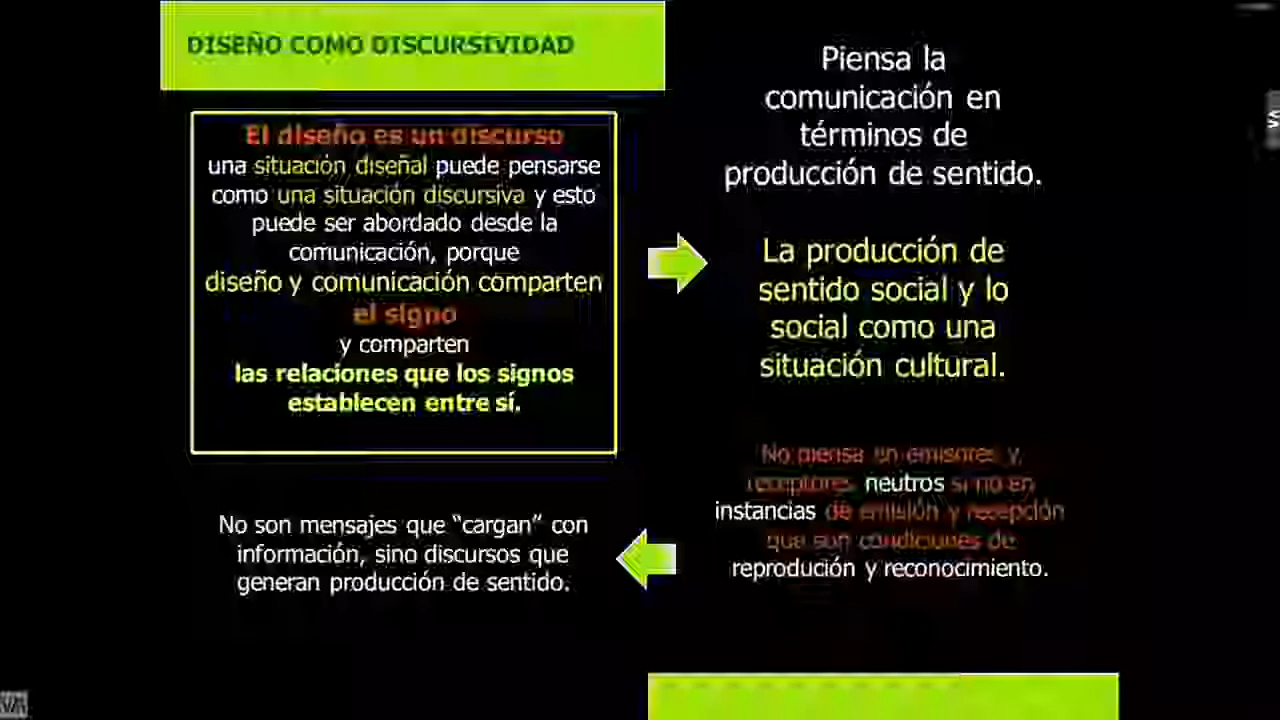 DISEÑO COMO DISCURSIVIDAD
El diseño es un discurso
una situación diseñal puede pensarse
como una situación discursiva y esto
puede ser abordado desde la
comunicación, porque
diseño y comunicación comparten
el signo
y comparten
las relaciones que los signos
establecen entre sí.
Piensa la
comunicación en
términos de
producción de sentido.
La producción de
sentido social y lo
social como una
situación cultural.
No piensa en emisores y
receptores neutros si no en
instancias de emisión y recepción
que son condiciones de
reprodución y reconocimiento.
No son mensajes que “cargan” con
información, sino discursos que
generan producción de sentido.